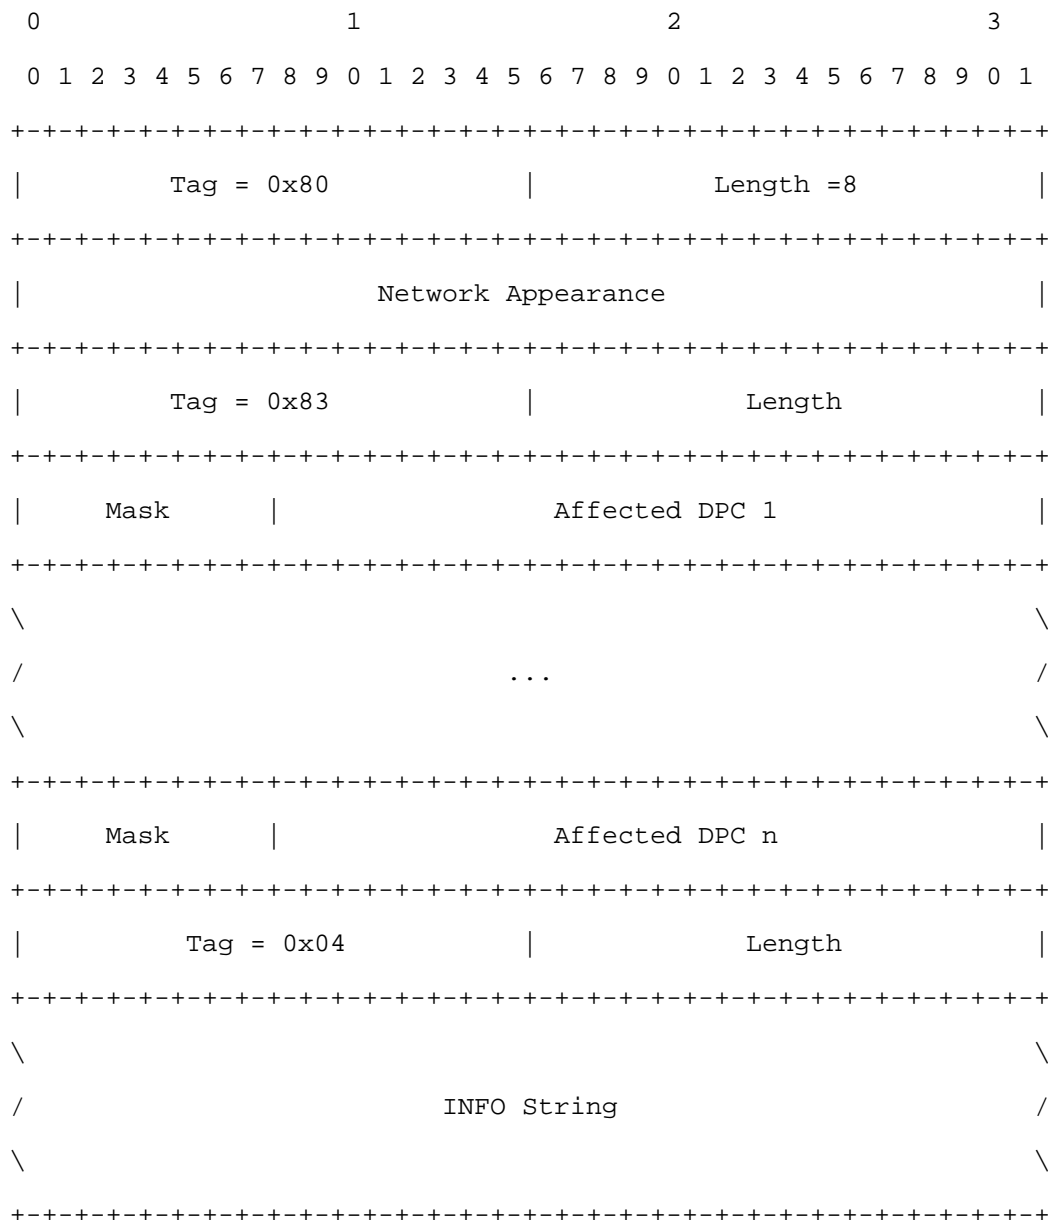 0                   1                   2                   3
 0 1 2 3 4 5 6 7 8 9 0 1 2 3 4 5 6 7 8 9 0 1 2 3 4 5 6 7 8 9 0 1
+-+-+-+-+-+-+-+-+-+-+-+-+-+-+-+-+-+-+-+-+-+-+-+-+-+-+-+-+-+-+-+-+
|         Tag = 0x80            |           Length =8           |
+-+-+-+-+-+-+-+-+-+-+-+-+-+-+-+-+-+-+-+-+-+-+-+-+-+-+-+-+-+-+-+-+
|                      Network Appearance                       |
+-+-+-+-+-+-+-+-+-+-+-+-+-+-+-+-+-+-+-+-+-+-+-+-+-+-+-+-+-+-+-+-+
|         Tag = 0x83            |             Length            |
+-+-+-+-+-+-+-+-+-+-+-+-+-+-+-+-+-+-+-+-+-+-+-+-+-+-+-+-+-+-+-+-+
|     Mask      |                 Affected DPC 1                |
+-+-+-+-+-+-+-+-+-+-+-+-+-+-+-+-+-+-+-+-+-+-+-+-+-+-+-+-+-+-+-+-+
\                                                               \
/                              ...                              /
\                                                               \
+-+-+-+-+-+-+-+-+-+-+-+-+-+-+-+-+-+-+-+-+-+-+-+-+-+-+-+-+-+-+-+-+
|     Mask      |                 Affected DPC n                |
+-+-+-+-+-+-+-+-+-+-+-+-+-+-+-+-+-+-+-+-+-+-+-+-+-+-+-+-+-+-+-+-+
|          Tag = 0x04           |             Length            |
+-+-+-+-+-+-+-+-+-+-+-+-+-+-+-+-+-+-+-+-+-+-+-+-+-+-+-+-+-+-+-+-+
\                                                               \
/                          INFO String                          /
\                                                               \
+-+-+-+-+-+-+-+-+-+-+-+-+-+-+-+-+-+-+-+-+-+-+-+-+-+-+-+-+-+-+-+-+